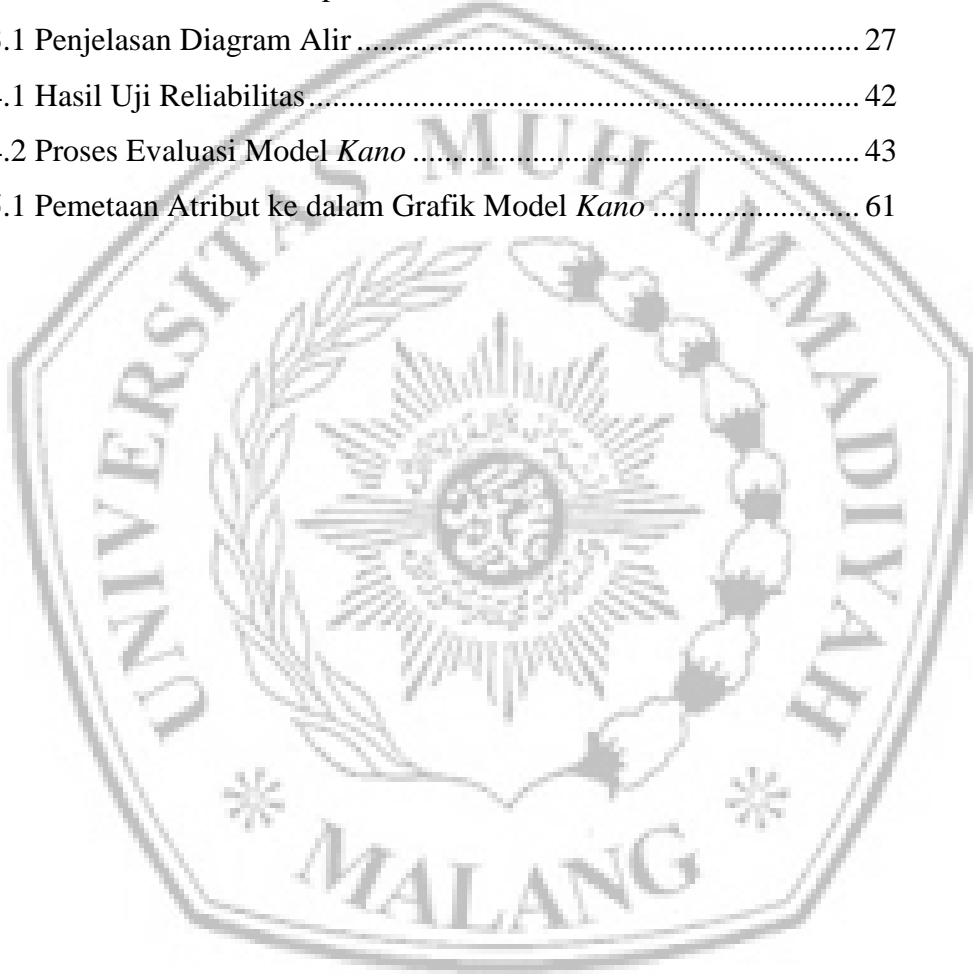 .1 Penjelasan Diagram Alir ........................................................................ 27
.1 Hasil Uji Reliabilitas ............................................................................... 42
.2 Proses Evaluasi Model Kano ................................................................ 43
.1 Pemetaan Atribut ke dalam Grafik Model Kano .............................. 61
UNIVERSITAS MUHAMMADIYAH
MALANG